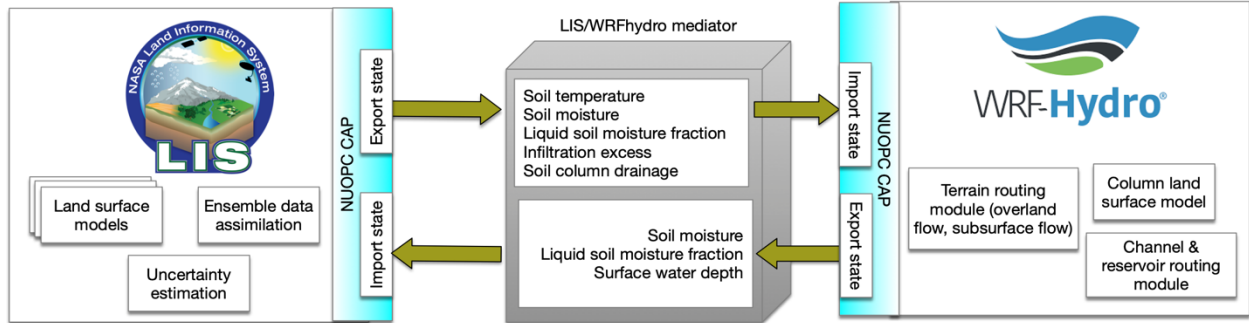 LIS/WRFhydro mediator
NASA Land Information System
LIS
Land surface
models
Ensemble data
assimilation
Uncertainty
estimation
NUOPC CAP
Export state
Import state
Soil temperature
Soil moisture
Liquid soil moisture fraction
Infiltration excess
Soil column drainage
Soil moisture
Liquid soil moisture fraction
Surface water depth
Import state
Export state
NUOPC CAP
WRF-Hydro®
Terrain routing
module (overland
flow, subsurface flow)
Column land
surface model
Channel &
reservoir routing
module